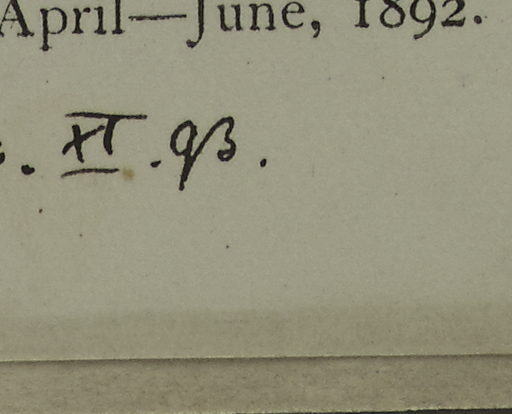 April—June, 1892.
. XI . 93 .